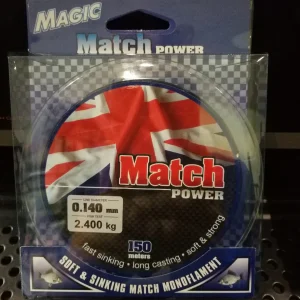 MAGIC
Match
POWER
Match
POWER
0.140 mm
2.400 kg
150
meters
fast sinking • long casting • soft & strong
SOFT & SINKING MATCH MONOFLAMENT